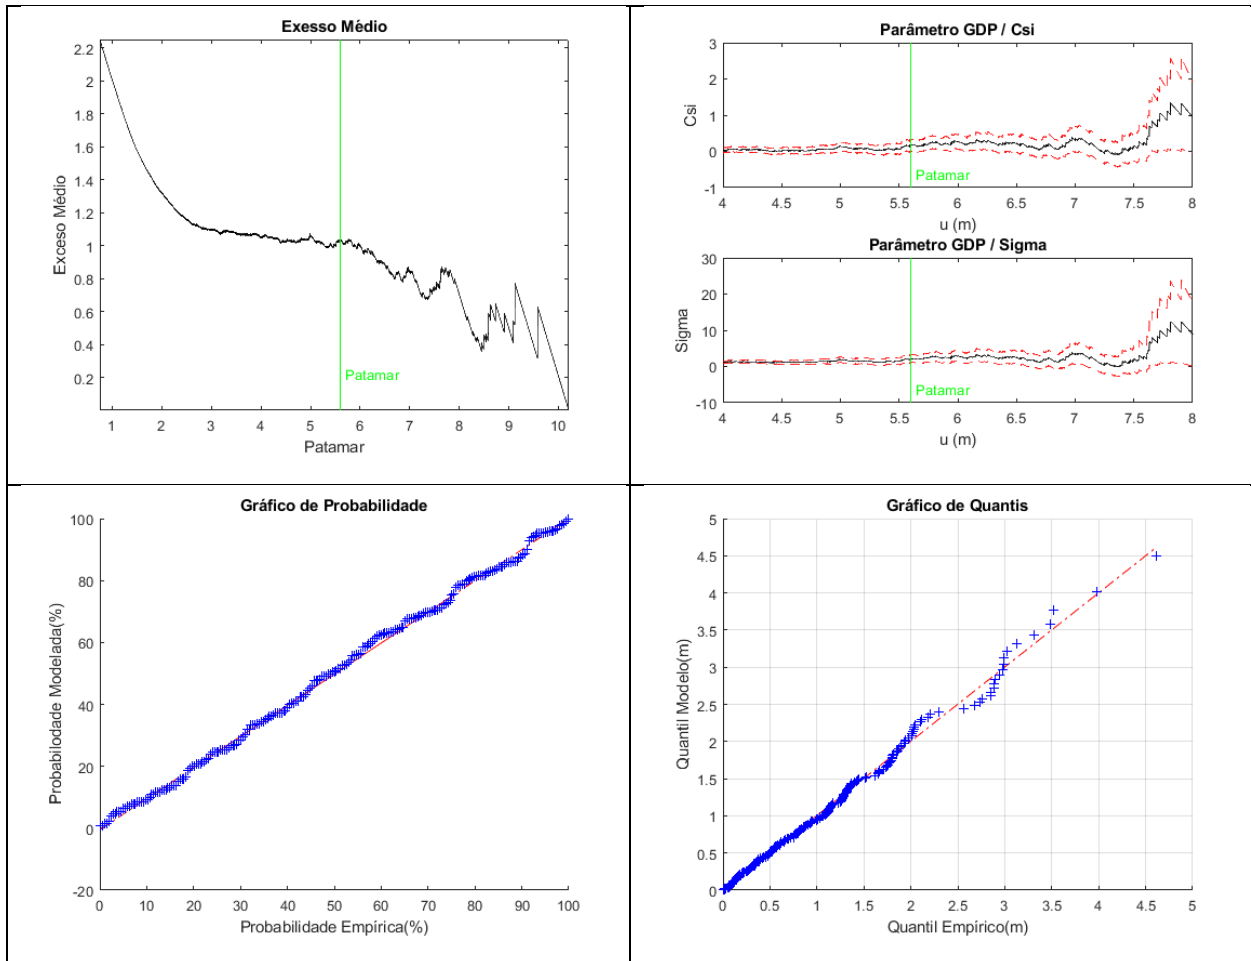 Exesso Médio
2.2
2
1.8
1.6
1.4
1.2
1
0.8
0.6
0.4
0.2
Exceso Médio
Patamar
1 2 3 4 5 6 7 8 9 10
Patamar
Parâmetro GDP / Csi
3
2
1
0
-1
Csi
Patamar
4 4.5 5 5.5 6 6.5 7 7.5 8
u (m)
Parâmetro GDP / Sigma
30
20
10
0
-10
Sigma
Patamar
4 4.5 5 5.5 6 6.5 7 7.5 8
u (m)
Gráfico de Probabilidade
100
80
60
40
20
0
-20
Probabilodade Modelada(%)
0 10 20 30 40 50 60 70 80 90 100
Probabilidade Empírica(%)
Gráfico de Quantis
5
4.5
4
3.5
3
2.5
2
1.5
1
0.5
0
Quantil Modelo(m)
0 0.5 1 1.5 2 2.5 3 3.5 4 4.5 5
Quantil Empírico(m)